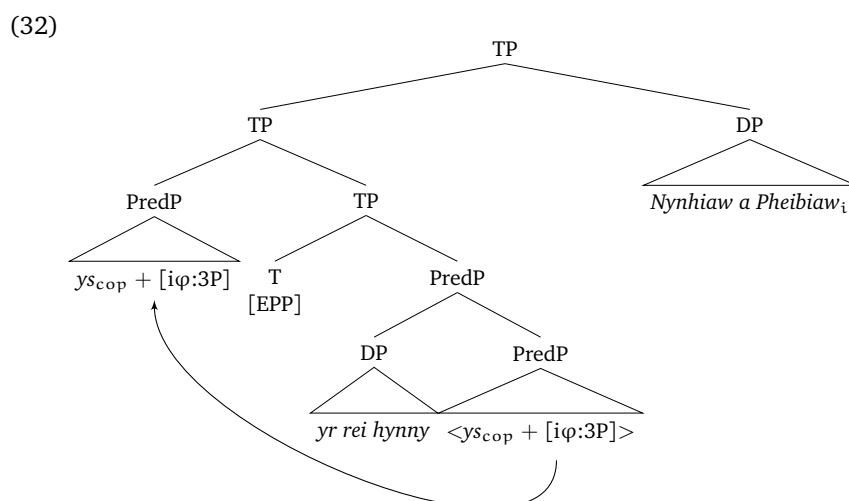 (32)
TP
TP DP
PredP TP Nynhiaw a Pheibiawᵢ
ys_cop + [iφ:3P] T PredP
[EPP]
DP PredP
yr rei hynny <ys_cop + [iφ:3P]>